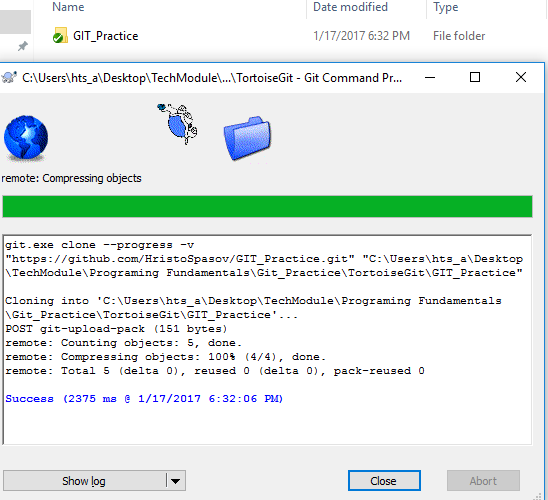 Name Date modified Type
GIT_Practice 1/17/2017 6:32 PM File folder
C:\Users\hts_a\Desktop\TechModule\...\TortoiseGit - Git Command Pr...
remote: Compressing objects
git.exe clone --progress -v
"https://github.com/HristoSpasov/GIT_Practice.git" "C:\Users\hts_a\Desktop
\TechModule\Programing Fundamentals\Git_Practice\TortoiseGit\GIT_Practice"
Cloning into 'C:\Users\hts_a\Desktop\TechModule\Programing Fundamentals
\Git_Practice\TortoiseGit\GIT_Practice'...
POST git-upload-pack (151 bytes)
remote: Counting objects: 5, done.
remote: Compressing objects: 100% (4/4), done.
remote: Total 5 (delta 0), reused 0 (delta 0), pack-reused 0
Success (2375 ms @ 1/17/2017 6:32:06 PM)
Show log Close Abort